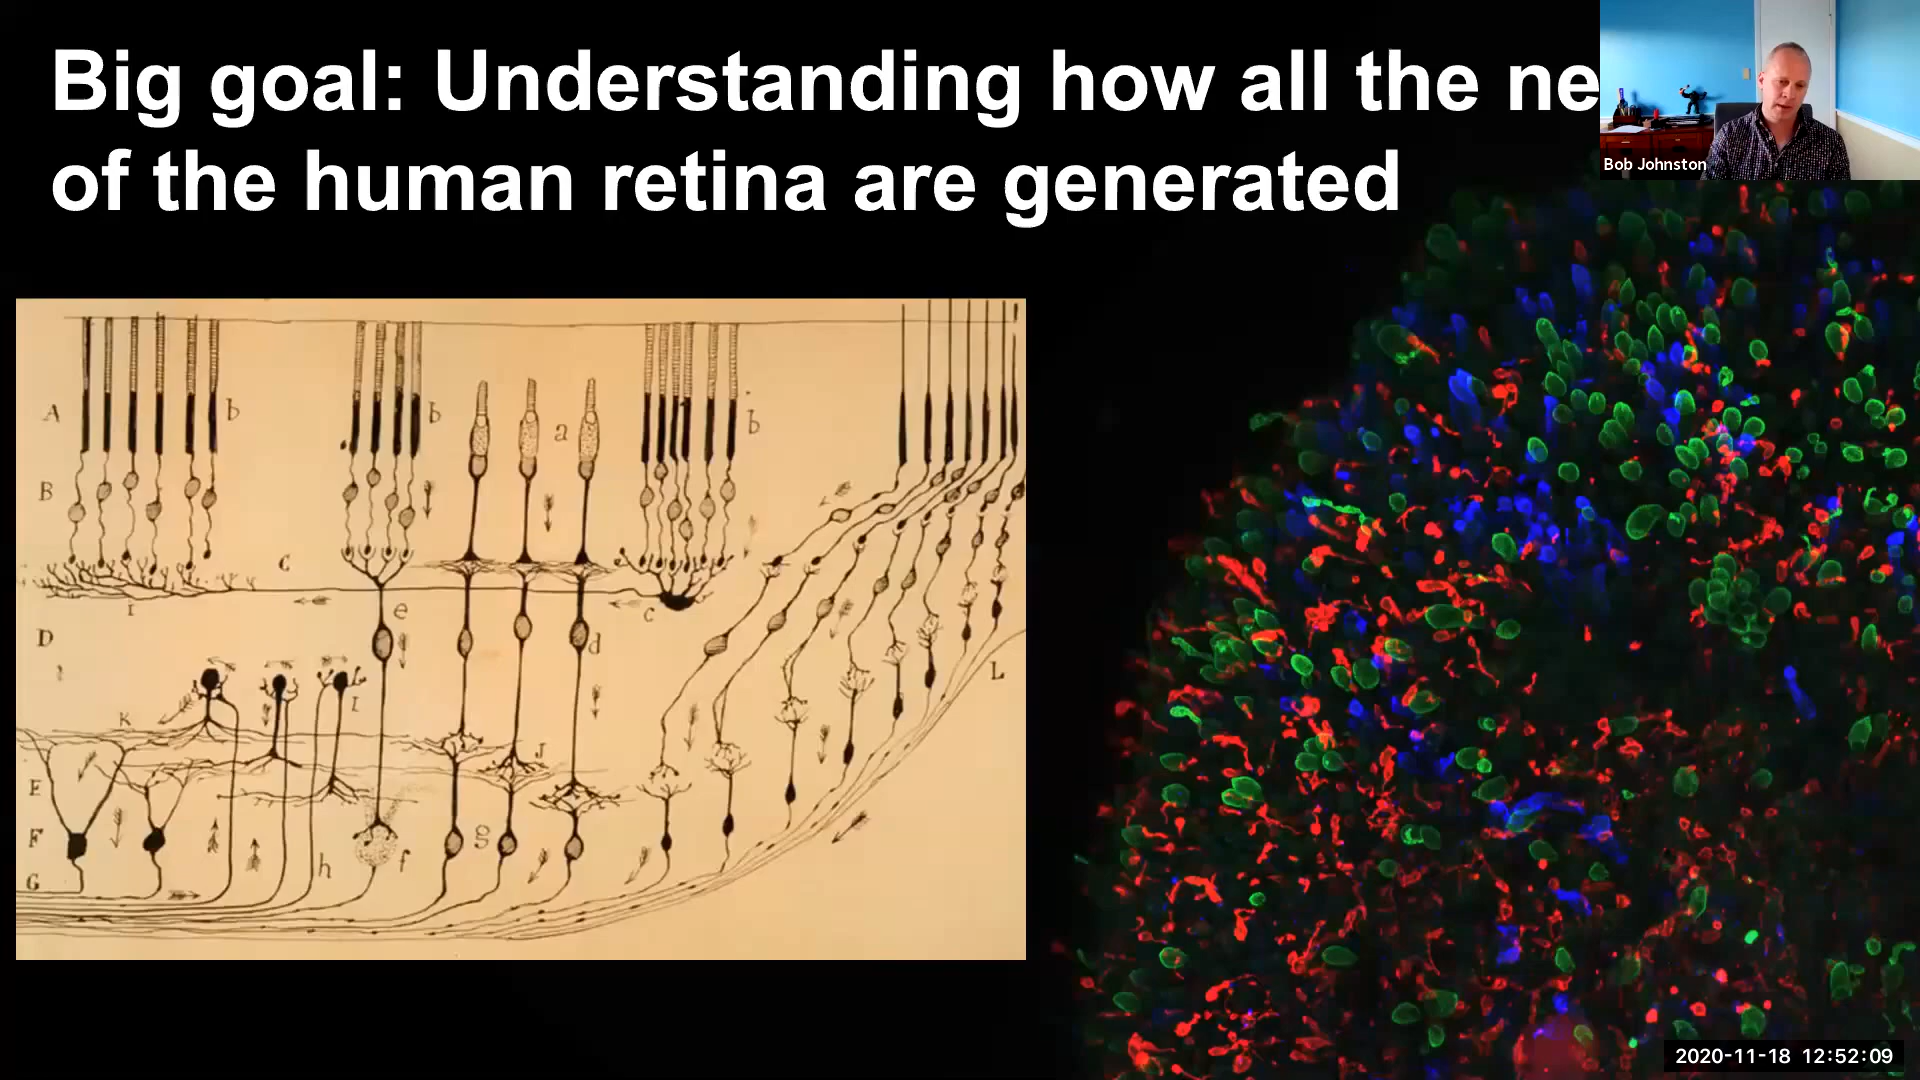 Big goal: Understanding how all the ne
of the human retina are generated
Bob Johnston
A
b
b
a
b
B
C
I
e
c
D
d
L
I
K
J
E
F
g
f
h
G
2020-11-18 12:52:09